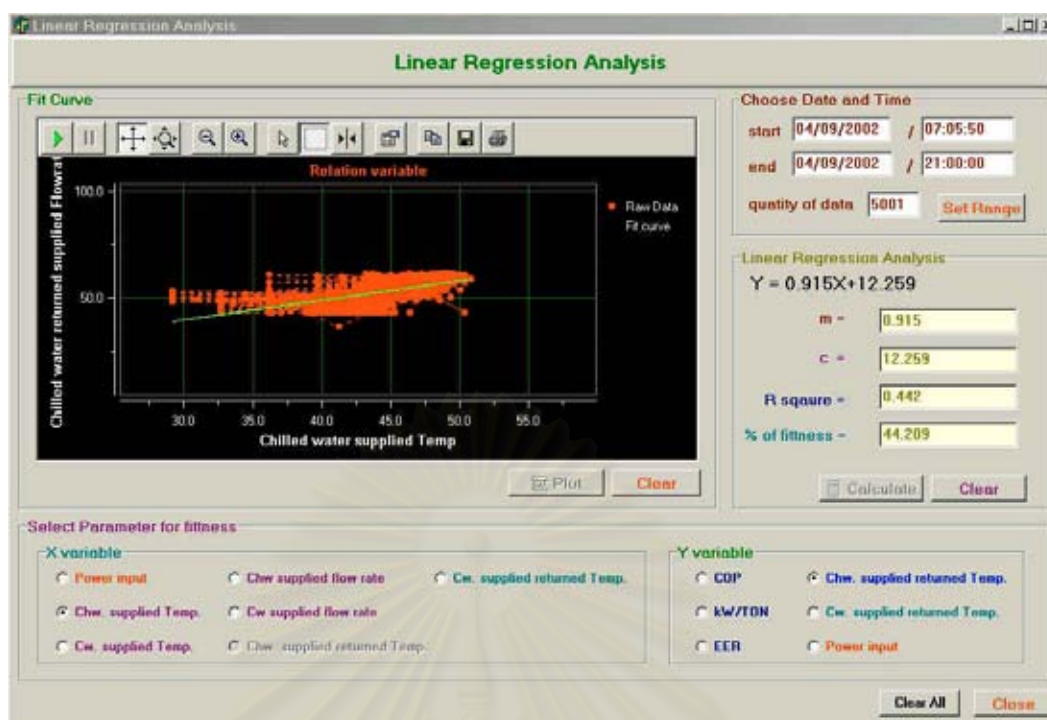 Linear Regression Analysis
Linear Regression Analysis
Fit Curve
Rotation variable
Chilled water returned supplied Flowra
100.0
50.0
Raw Data
Fit curve
30.0 35.0 40.0 45.0 50.0 55.0
Chilled water supplied Temp
Plot Clear
Choose Date and Time
start 04/09/2002 / 07:05:50
end 04/09/2002 / 21:00:00
quatity of data 5001 Set Range
Linear Regression Analysis
Y = 0.915X+12.259
m = 0.915
c = 12.259
R sqaure = 0.442
% of fittness = 44.209
Calculate Clear
Select Parameter for fittness
X variable
Power input Chw supplied flow rate Cw. supplied returned Temp.
Chw. supplied Temp. Cw supplied flow rate
Cw. supplied Temp. Chw supplied returned Temp.
Y variable
COP Chw. supplied returned Temp.
kW/TON Cw. supplied returned Temp.
EER Power input
Clear All Close